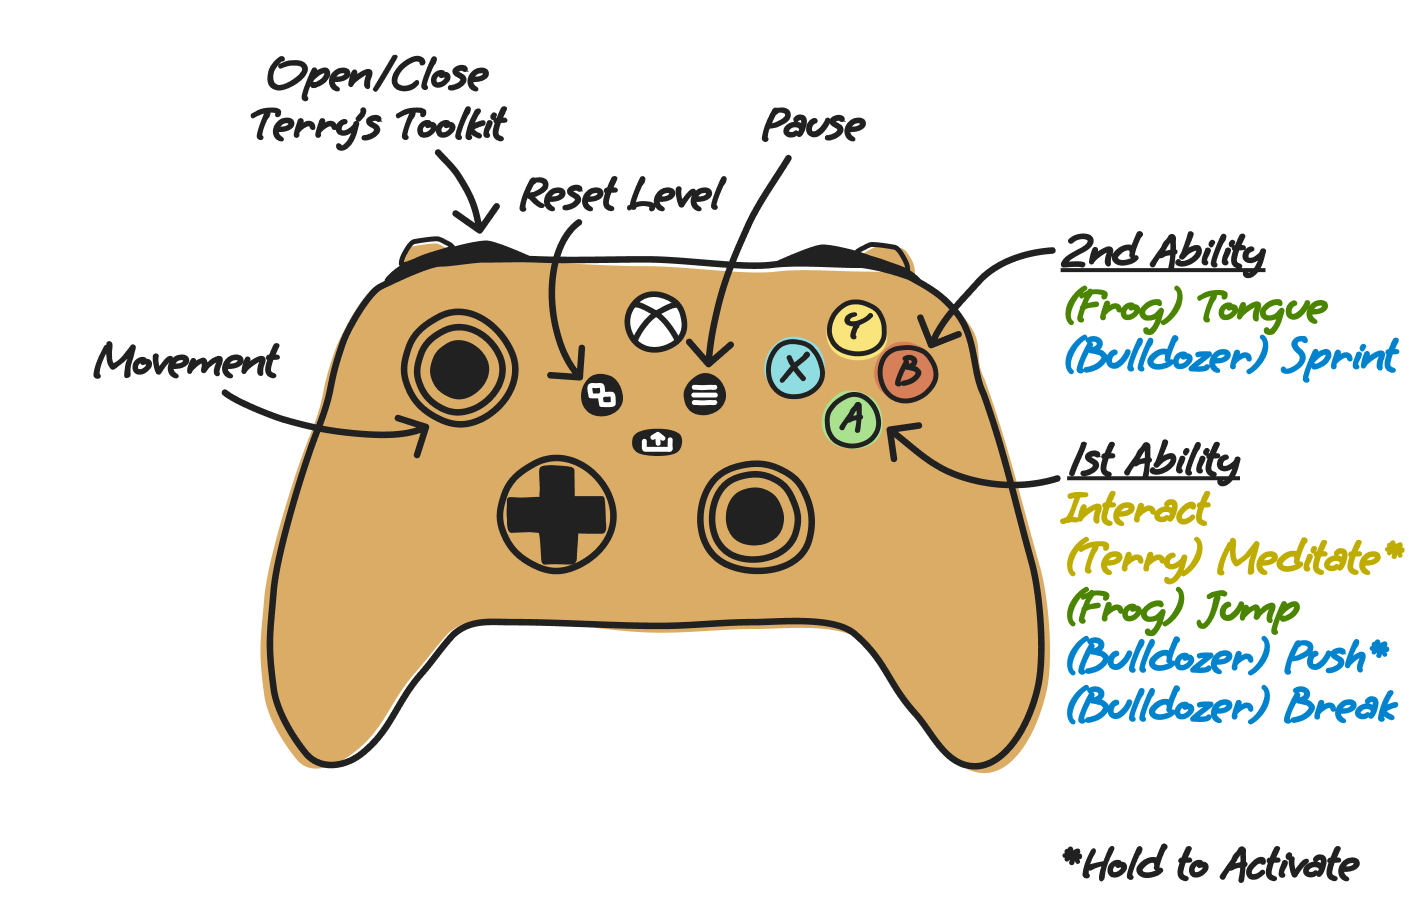 Open/Close
Terry's Toolkit
Pause
Reset Level
Movement
2nd Ability
(Frog) Tongue
(Bulldozer) Sprint
Y
X
B
A
1st Ability
Interact
(Terry) Meditate*
(Frog) Jump
(Bulldozer) Push*
(Bulldozer) Break
*Hold to Activate